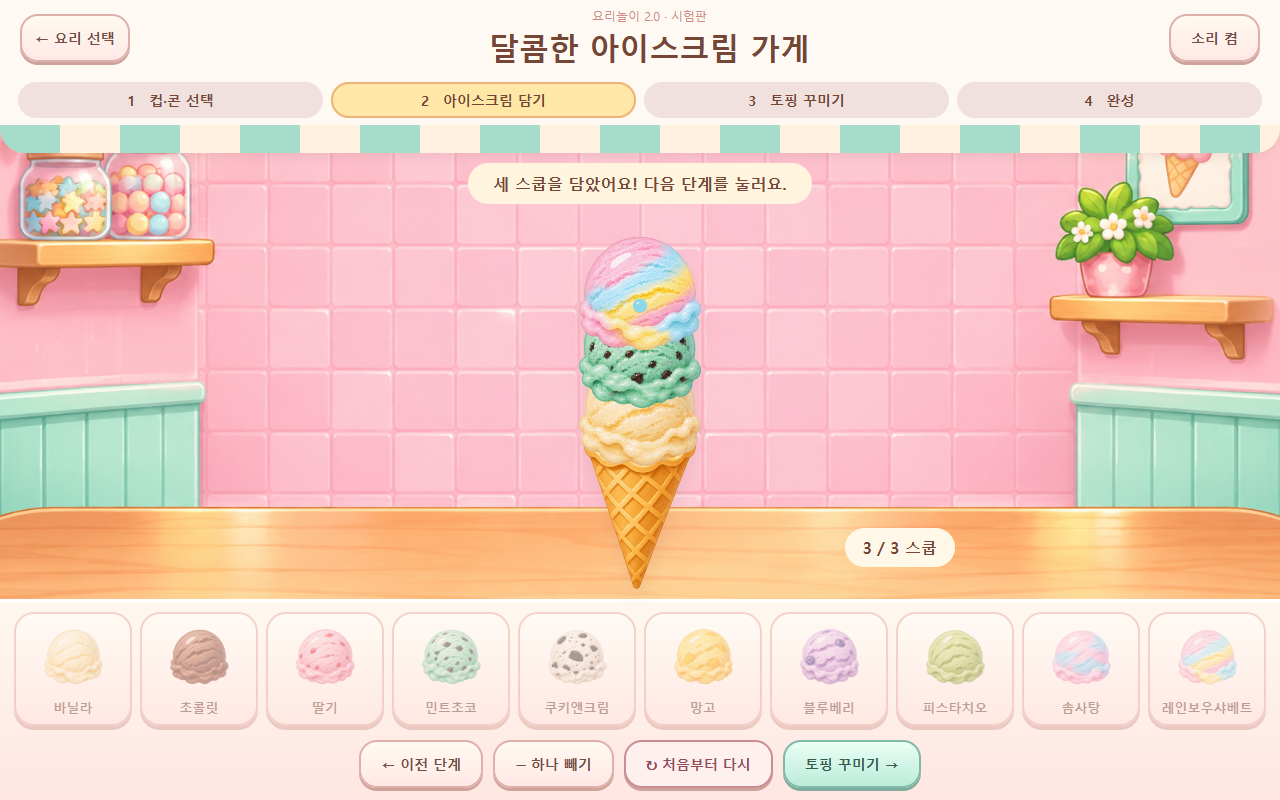 요리놀이 2.0 · 시험판
← 요리 선택
달콤한 아이스크림 가게
소리 켬
1 컵·콘 선택
2 아이스크림 담기
3 토핑 꾸미기
4 완성
세 스쿱을 담았어요! 다음 단계를 눌러요.
3 / 3 스쿱
바닐라
초콜릿
딸기
민트초코
쿠키앤크림
망고
블루베리
피스타치오
솜사탕
레인보우샤베트
← 이전 단계
− 하나 빼기
↻ 처음부터 다시
토핑 꾸미기 →